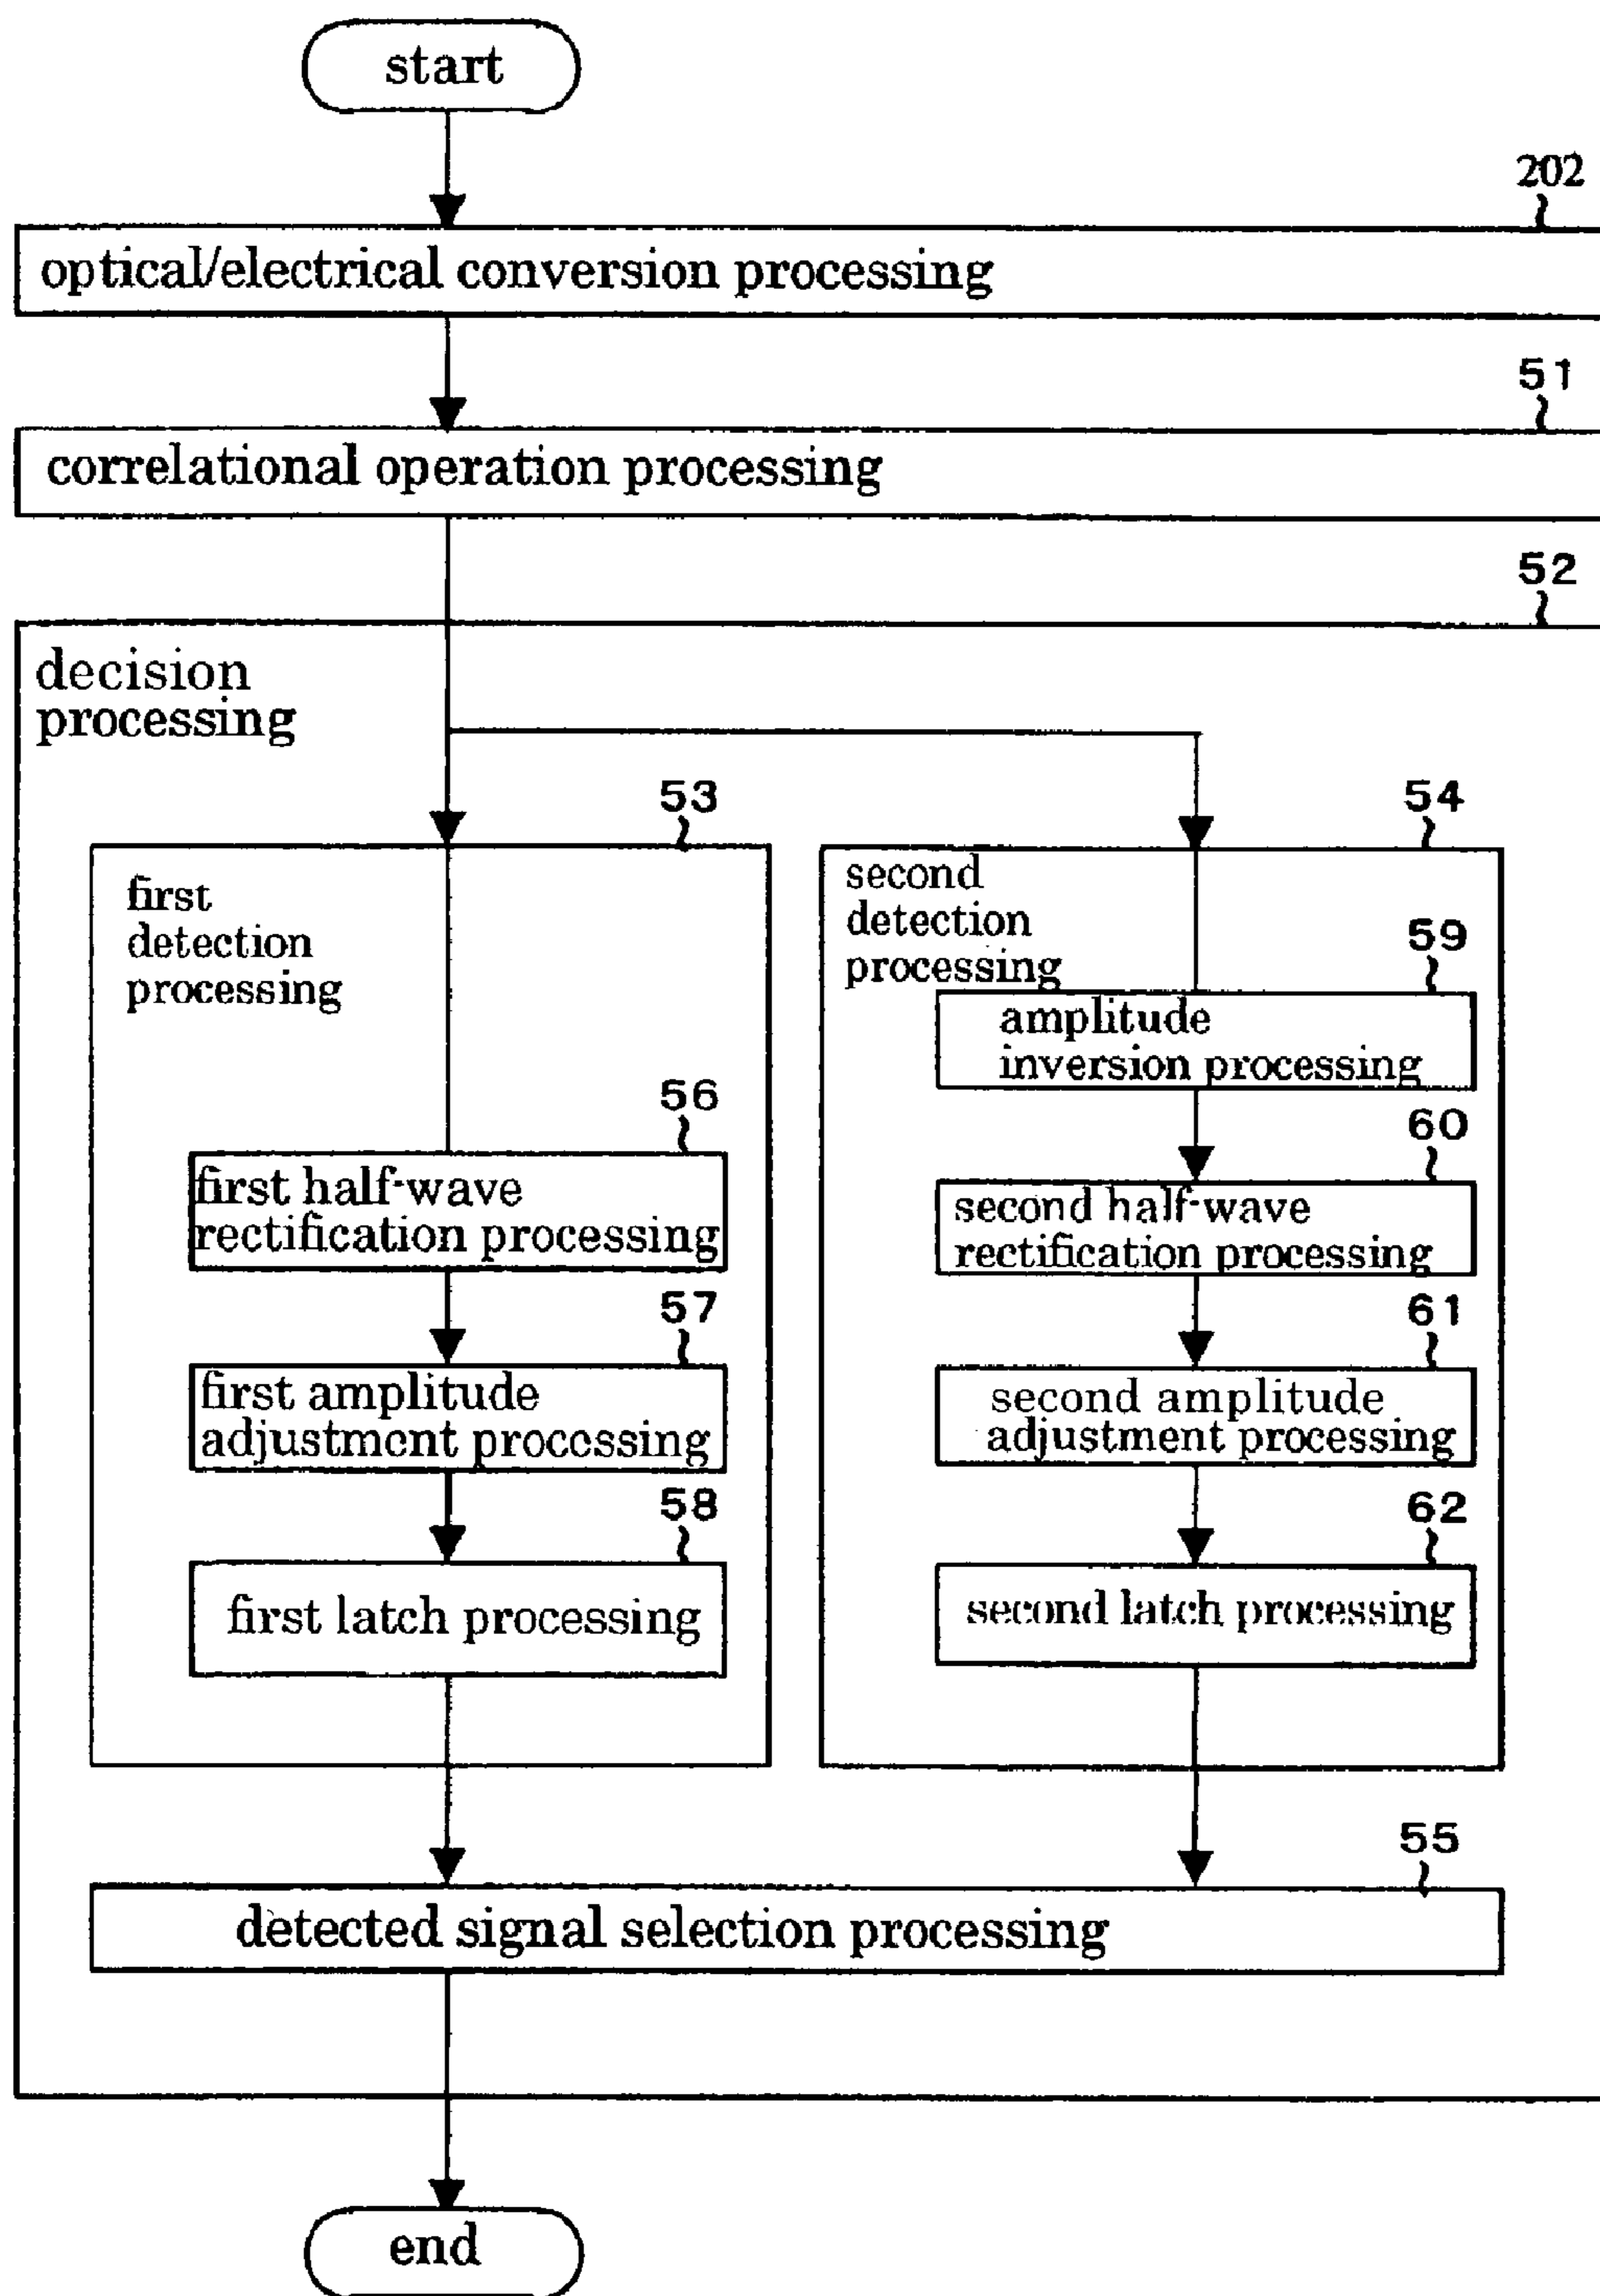 start
202
optical/electrical conversion processing
51
correlational operation processing
52
decision
processing
53
first
detection
processing
56
first half-wave
rectification processing
57
first amplitude
adjustment processing
58
first latch processing
54
second
detection
processing
59
amplitude
inversion processing
60
second half-wave
rectification processing
61
second amplitude
adjustment processing
62
second latch processing
55
detected signal selection processing
end